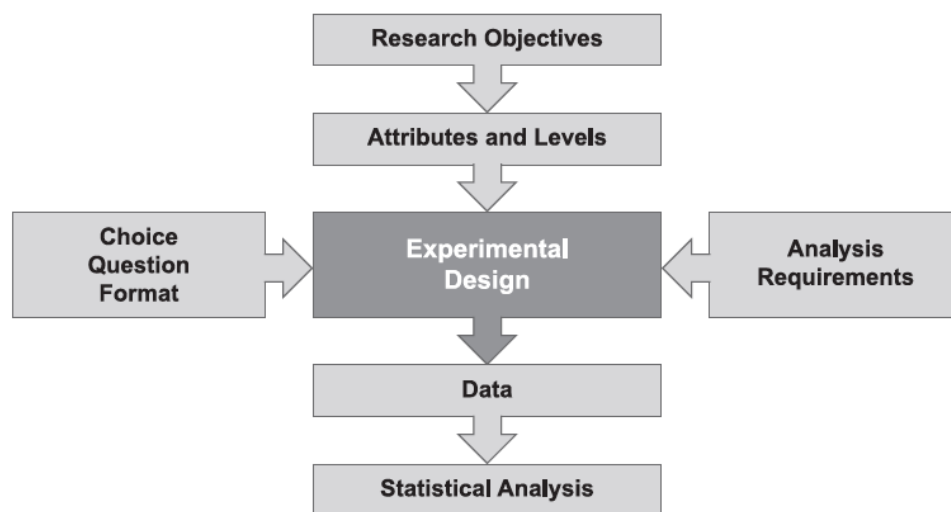 Research Objectives
Attributes and Levels
Choice
Question
Format
Experimental
Design
Analysis
Requirements
Data
Statistical Analysis